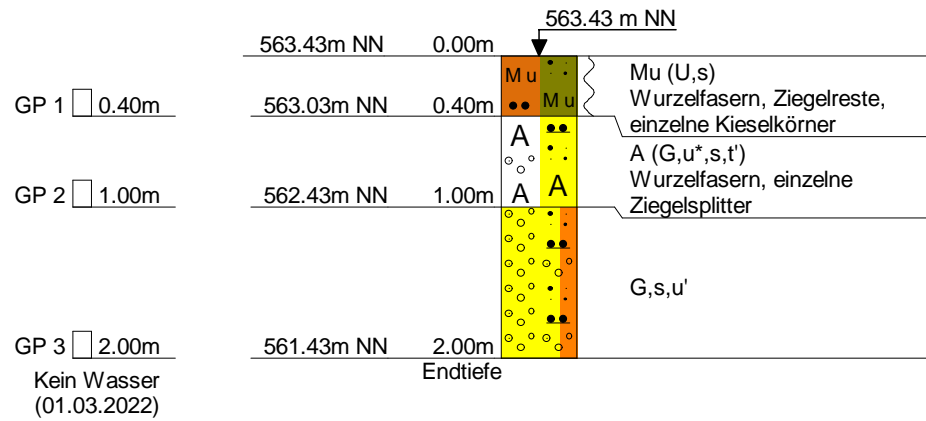 563.43 m NN
563.43m NN 0.00m
Mu
Mu
Mu (U,s)
Wurzelfasern, Ziegelreste,
einzelne Kieselkörner
GP 1 0.40m 563.03m NN 0.40m
A
A
A
A (G,u*,s,t')
Wurzelfasern, einzelne
Ziegelsplitter
GP 2 1.00m 562.43m NN 1.00m
G,s,u'
GP 3 2.00m 561.43m NN 2.00m
Endtiefe
Kein Wasser
(01.03.2022)